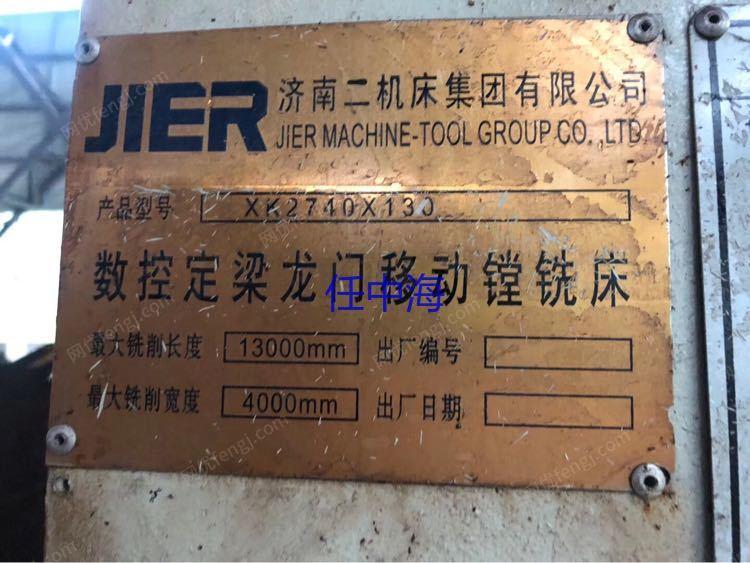 JIER 济南二机床集团有限公司
JIER MACHINE-TOOL GROUP CO.,LTD
产品型号 XK2740X130
数控定梁龙门移动镗铣床
任中海
最大铣削长度 13000mm 出厂编号
最大铣削宽度 4000mm 出厂日期